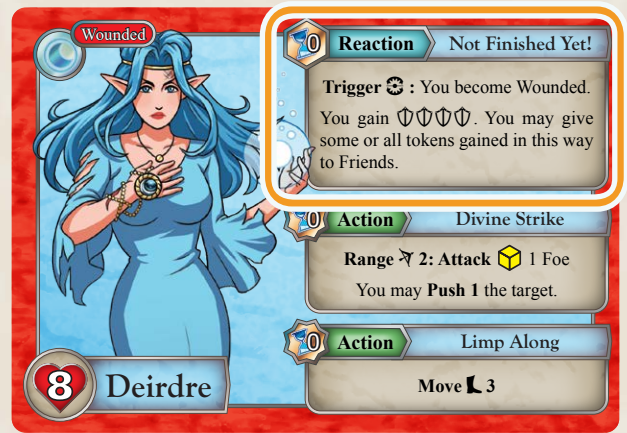 Wounded
0 Reaction Not Finished Yet!
Trigger : You become Wounded.
You gain . You may give
some or all tokens gained in this way
to Friends.
0 Action Divine Strike
Range 2: Attack 1 Foe
You may Push 1 the target.
0 Action Limp Along
Move 3
8 Deirdre